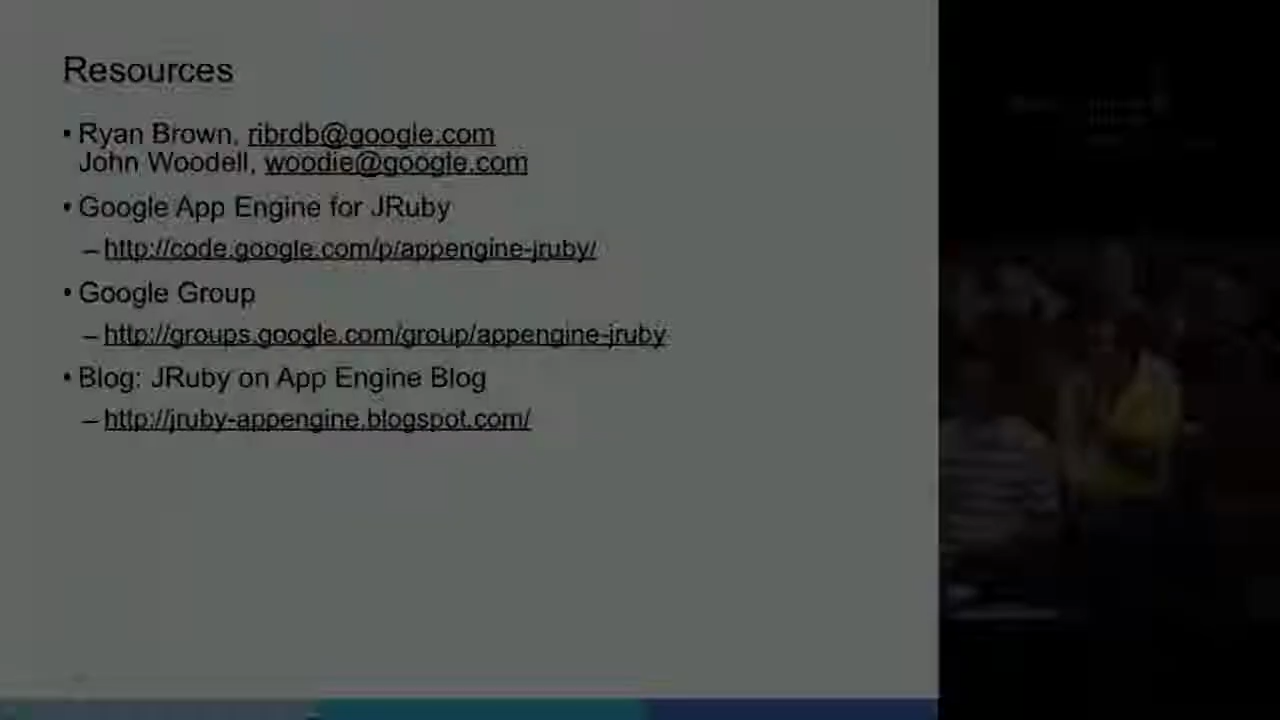 Resources
• Ryan Brown, ribrdb@google.com
John Woodell, woodie@google.com
• Google App Engine for JRuby
– http://code.google.com/p/appengine-jruby/
• Google Group
– http://groups.google.com/group/appengine-jruby
• Blog: JRuby on App Engine Blog
– http://jruby-appengine.blogspot.com/